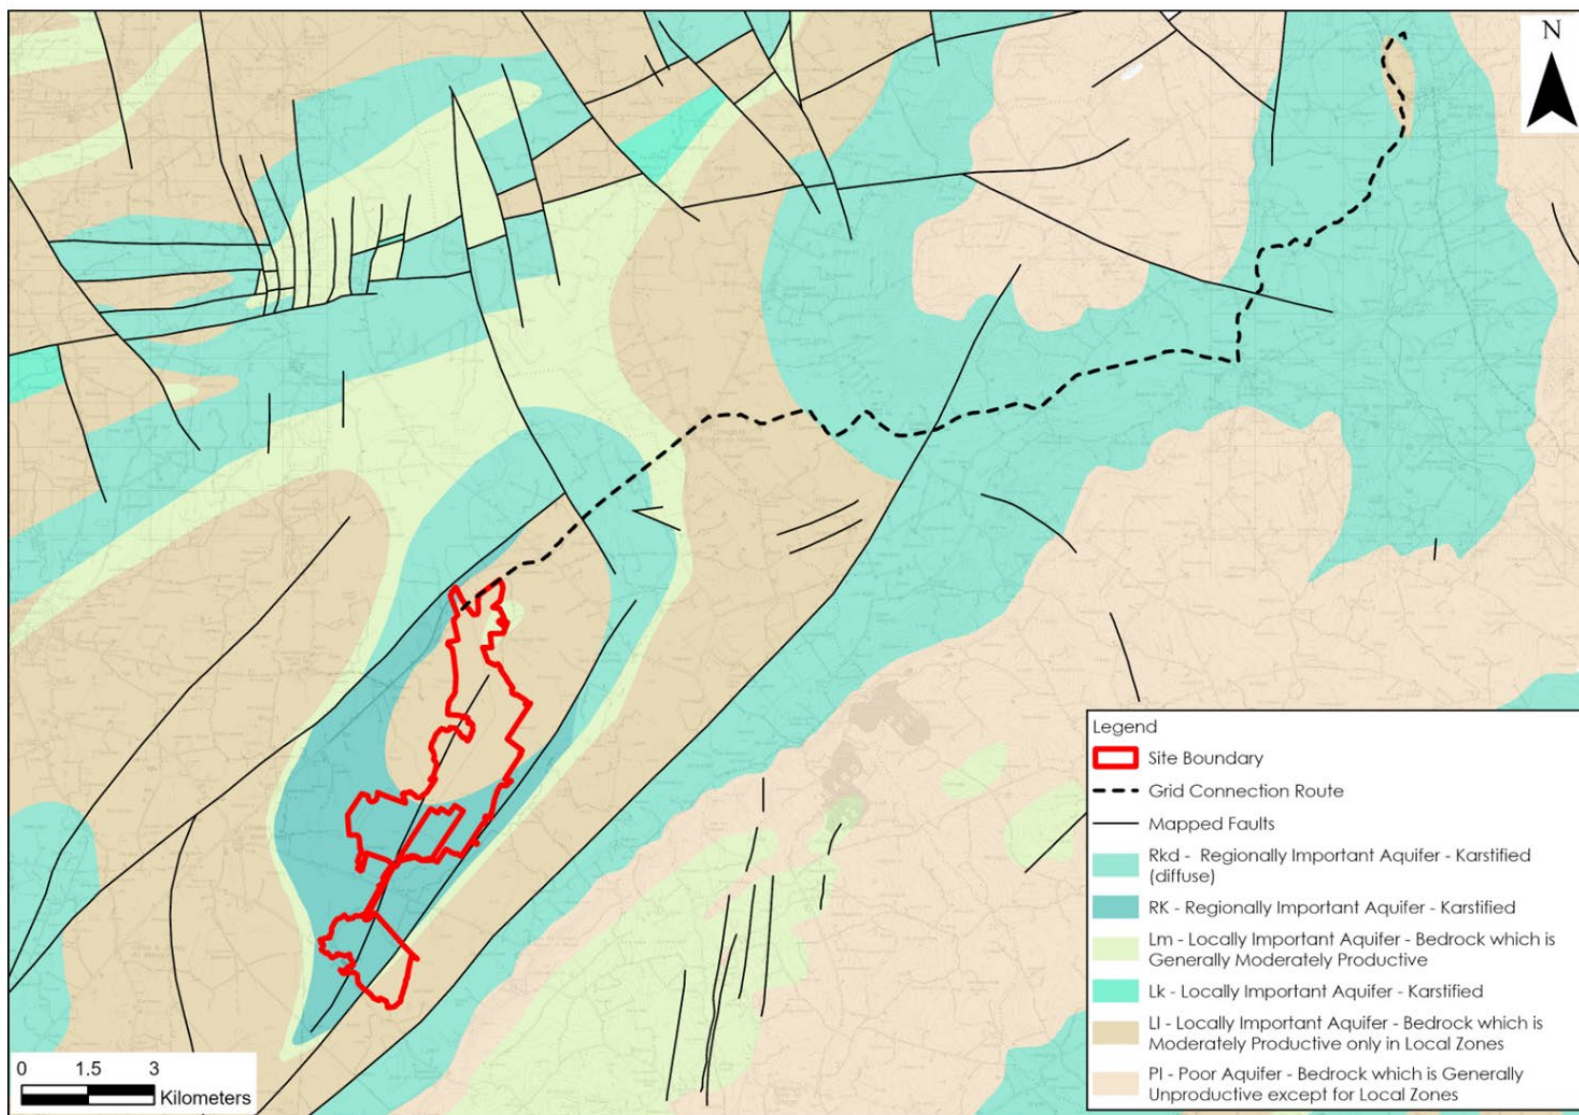 N
Legend
Site Boundary
Grid Connection Route
Mapped Faults
Rkd - Regionally Important Aquifer - Karstified
(diffuse)
RK - Regionally Important Aquifer - Karstified
Lm - Locally Important Aquifer - Bedrock which is
Generally Moderately Productive
Lk - Locally Important Aquifer - Karstified
Ll - Locally Important Aquifer - Bedrock which is
Moderately Productive only in Local Zones
Pl - Poor Aquifer - Bedrock which is Generally
Unproductive except for Local Zones
0 1.5 3
Kilometers